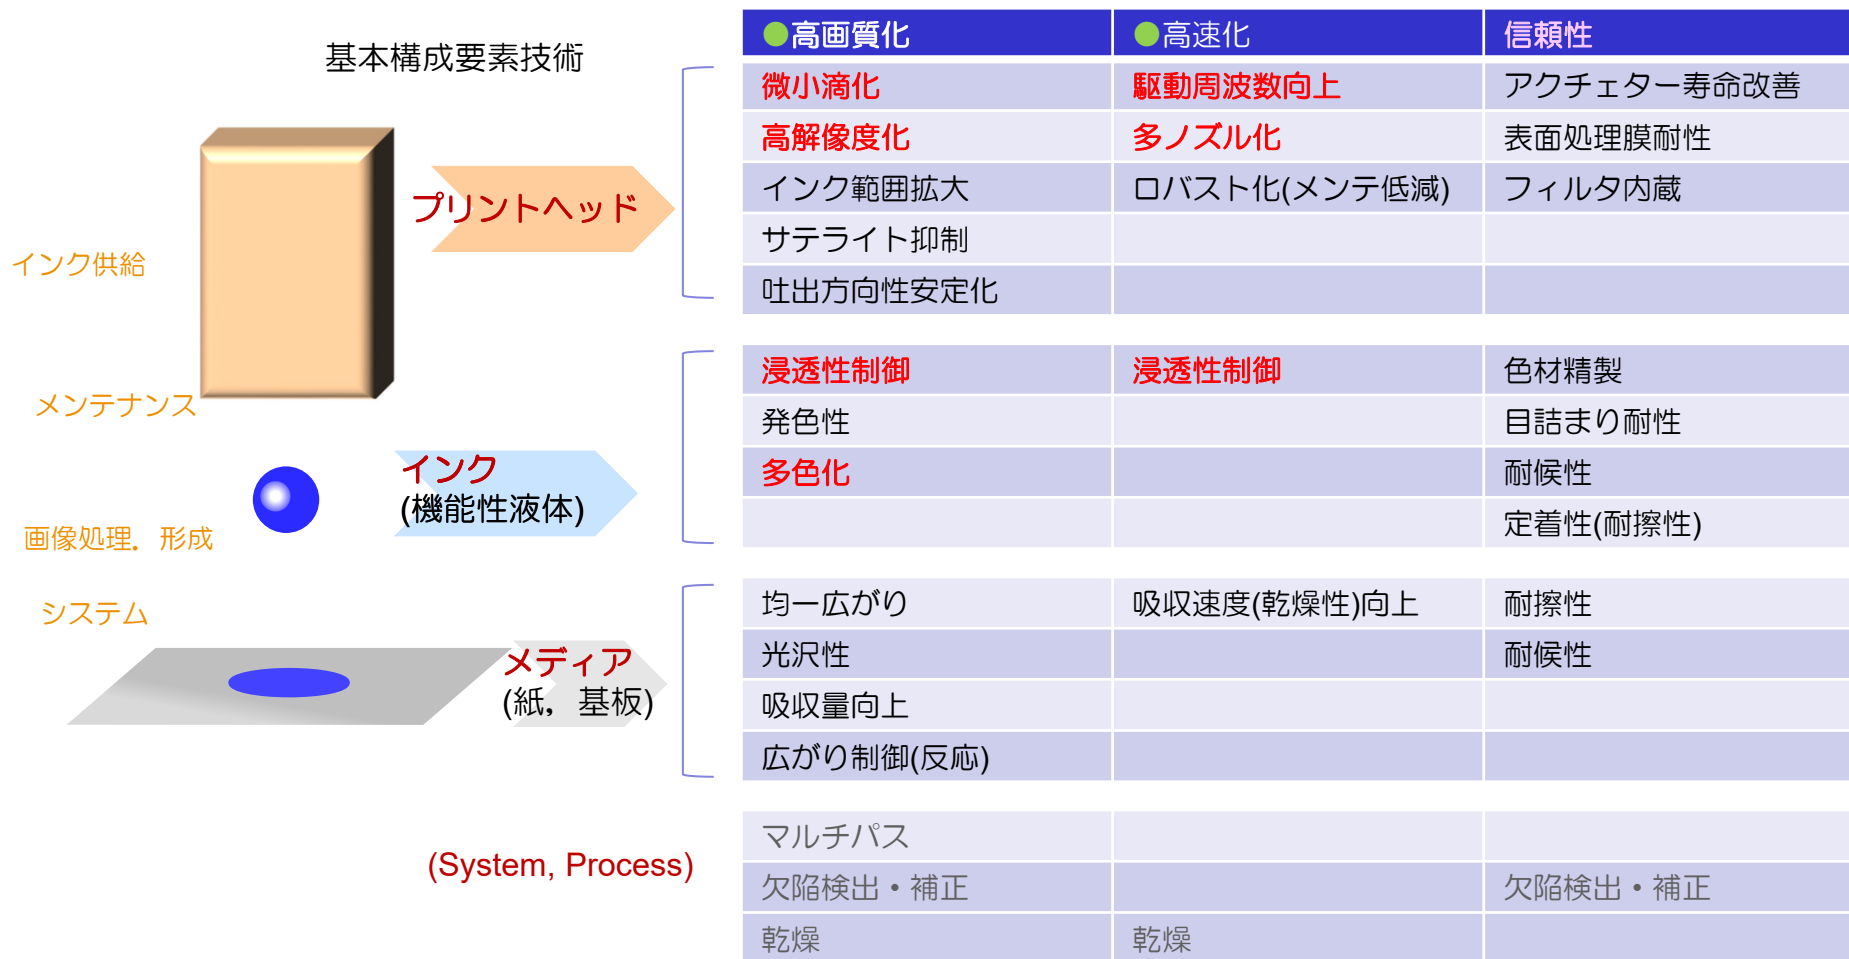 基本構成要素技術
インク供給
メンテナンス
画像処理．形成
システム
プリントヘッド
インク
(機能性液体)
メディア
(紙，基板)
(System, Process)
●高画質化 ●高速化 信頼性
微小滴化 駆動周波数向上 アクチェター寿命改善
高解像度化 多ノズル化 表面処理膜耐性
インク範囲拡大 ロバスト化(メンテ低減) フィルタ内蔵
サテライト抑制
吐出方向性安定化
浸透性制御 浸透性制御 色材精製
発色性 目詰まり耐性
多色化 耐候性
定着性(耐擦性)
均一広がり 吸収速度(乾燥性)向上 耐擦性
光沢性 耐候性
吸収量向上
広がり制御(反応)
マルチパス
欠陥検出・補正 欠陥検出・補正
乾燥 乾燥